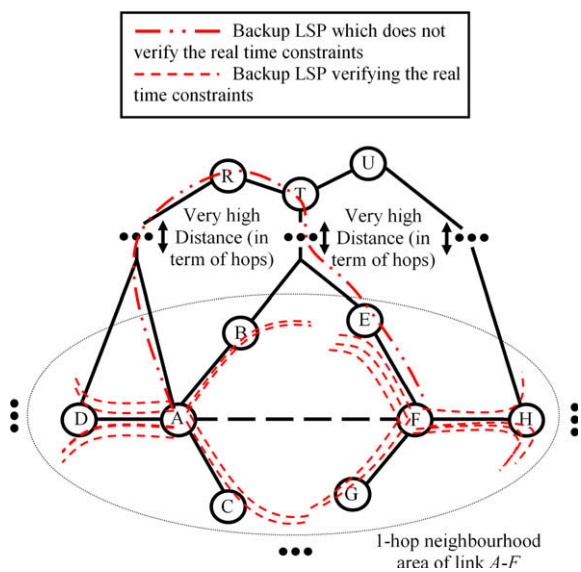 Backup LSP which does not
verify the real time constraints
Backup LSP verifying the real
time constraints
R
T
U
Very high
Distance (in
term of hops)
Very high
Distance (in
term of hops)
B
E
D
A
F
H
C
G
1-hop neighbourhood
area of link A-F